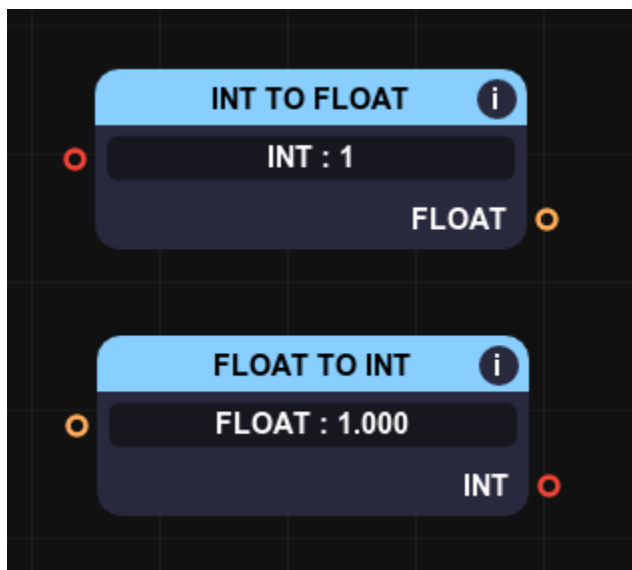 INT TO FLOAT i
INT : 1
FLOAT
FLOAT TO INT i
FLOAT : 1.000
INT